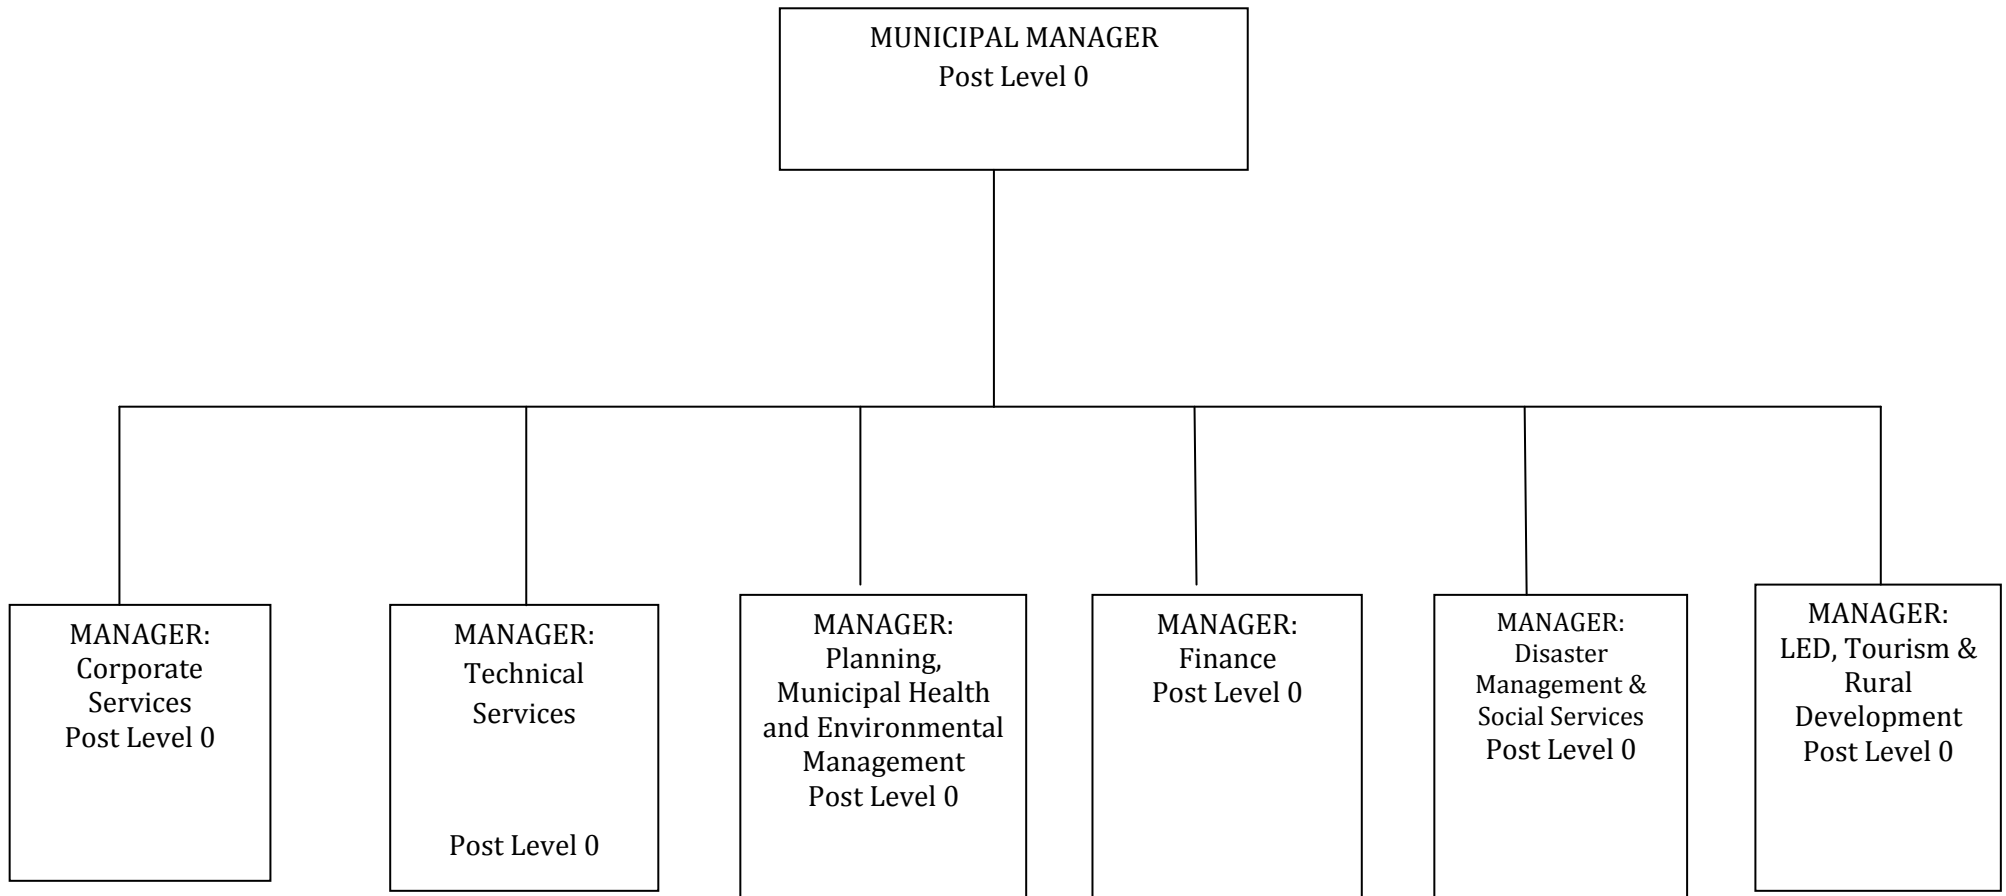 MUNICIPAL MANAGER
Post Level 0
MANAGER:
Corporate
Services
Post Level 0
MANAGER:
Technical
Services
Post Level 0
MANAGER:
Planning,
Municipal Health
and Environmental
Management
Post Level 0
MANAGER:
Finance
Post Level 0
MANAGER:
Disaster
Management &
Social Services
Post Level 0
MANAGER:
LED, Tourism &
Rural
Development
Post Level 0